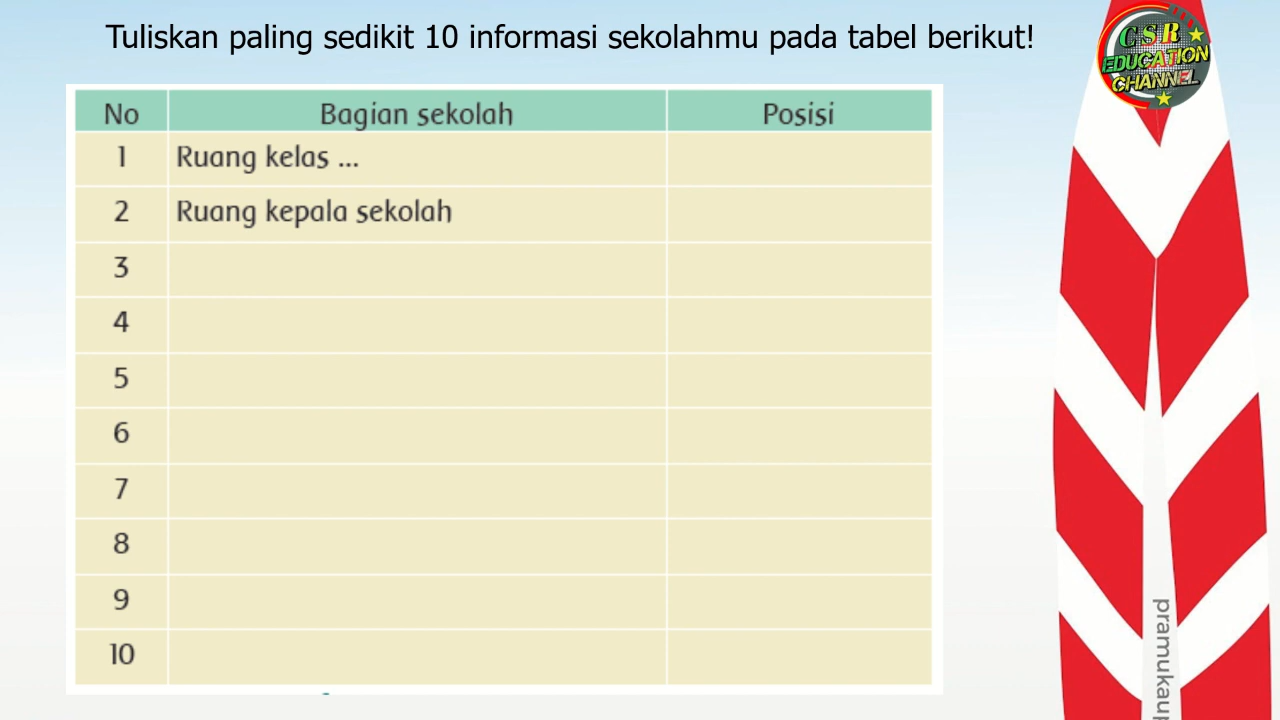 Tuliskan paling sedikit 10 informasi sekolahmu pada tabel berikut!
CSR
EDUCATION
CHANNEL
No Bagian sekolah Posisi
1 Ruang kelas ...
2 Ruang kepala sekolah
3
4
5
6
7
8
9
10